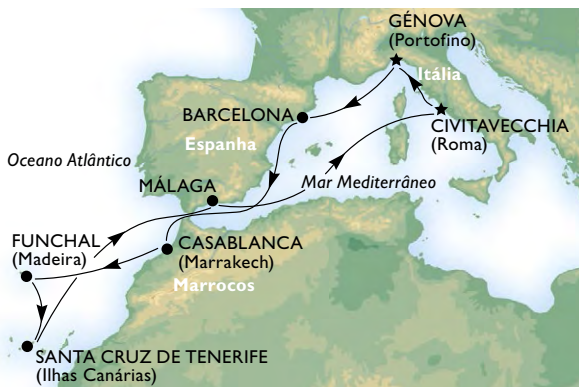 GÉNOVA
(Portofino)
Itália
BARCELONA
CIVITAVECCHIA
(Roma)
Espanha
Oceano Atlântico
MÁLAGA
Mar Mediterrâneo
FUNCHAL
(Madeira)
CASABLANCA
(Marrakech)
Marrocos
SANTA CRUZ DE TENERIFE
(Ilhas Canárias)